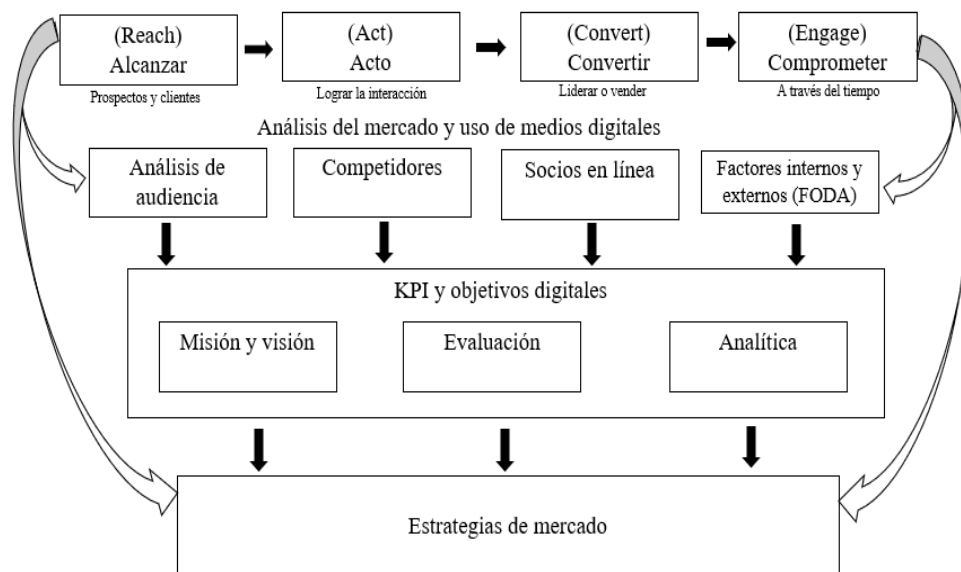 (Reach)
Alcanzar
(Act)
Acto
(Convert)
Convertir
(Engage)
Comprometer
Prospectos y clientes
Lograr la interacción
Liderar o vender
A través del tiempo
Análisis del mercado y uso de medios digitales
Análisis de
audiencia
Competidores
Socios en línea
Factores internos y
externos (FODA)
KPI y objetivos digitales
Misión y visión
Evaluación
Analítica
Estrategias de mercado